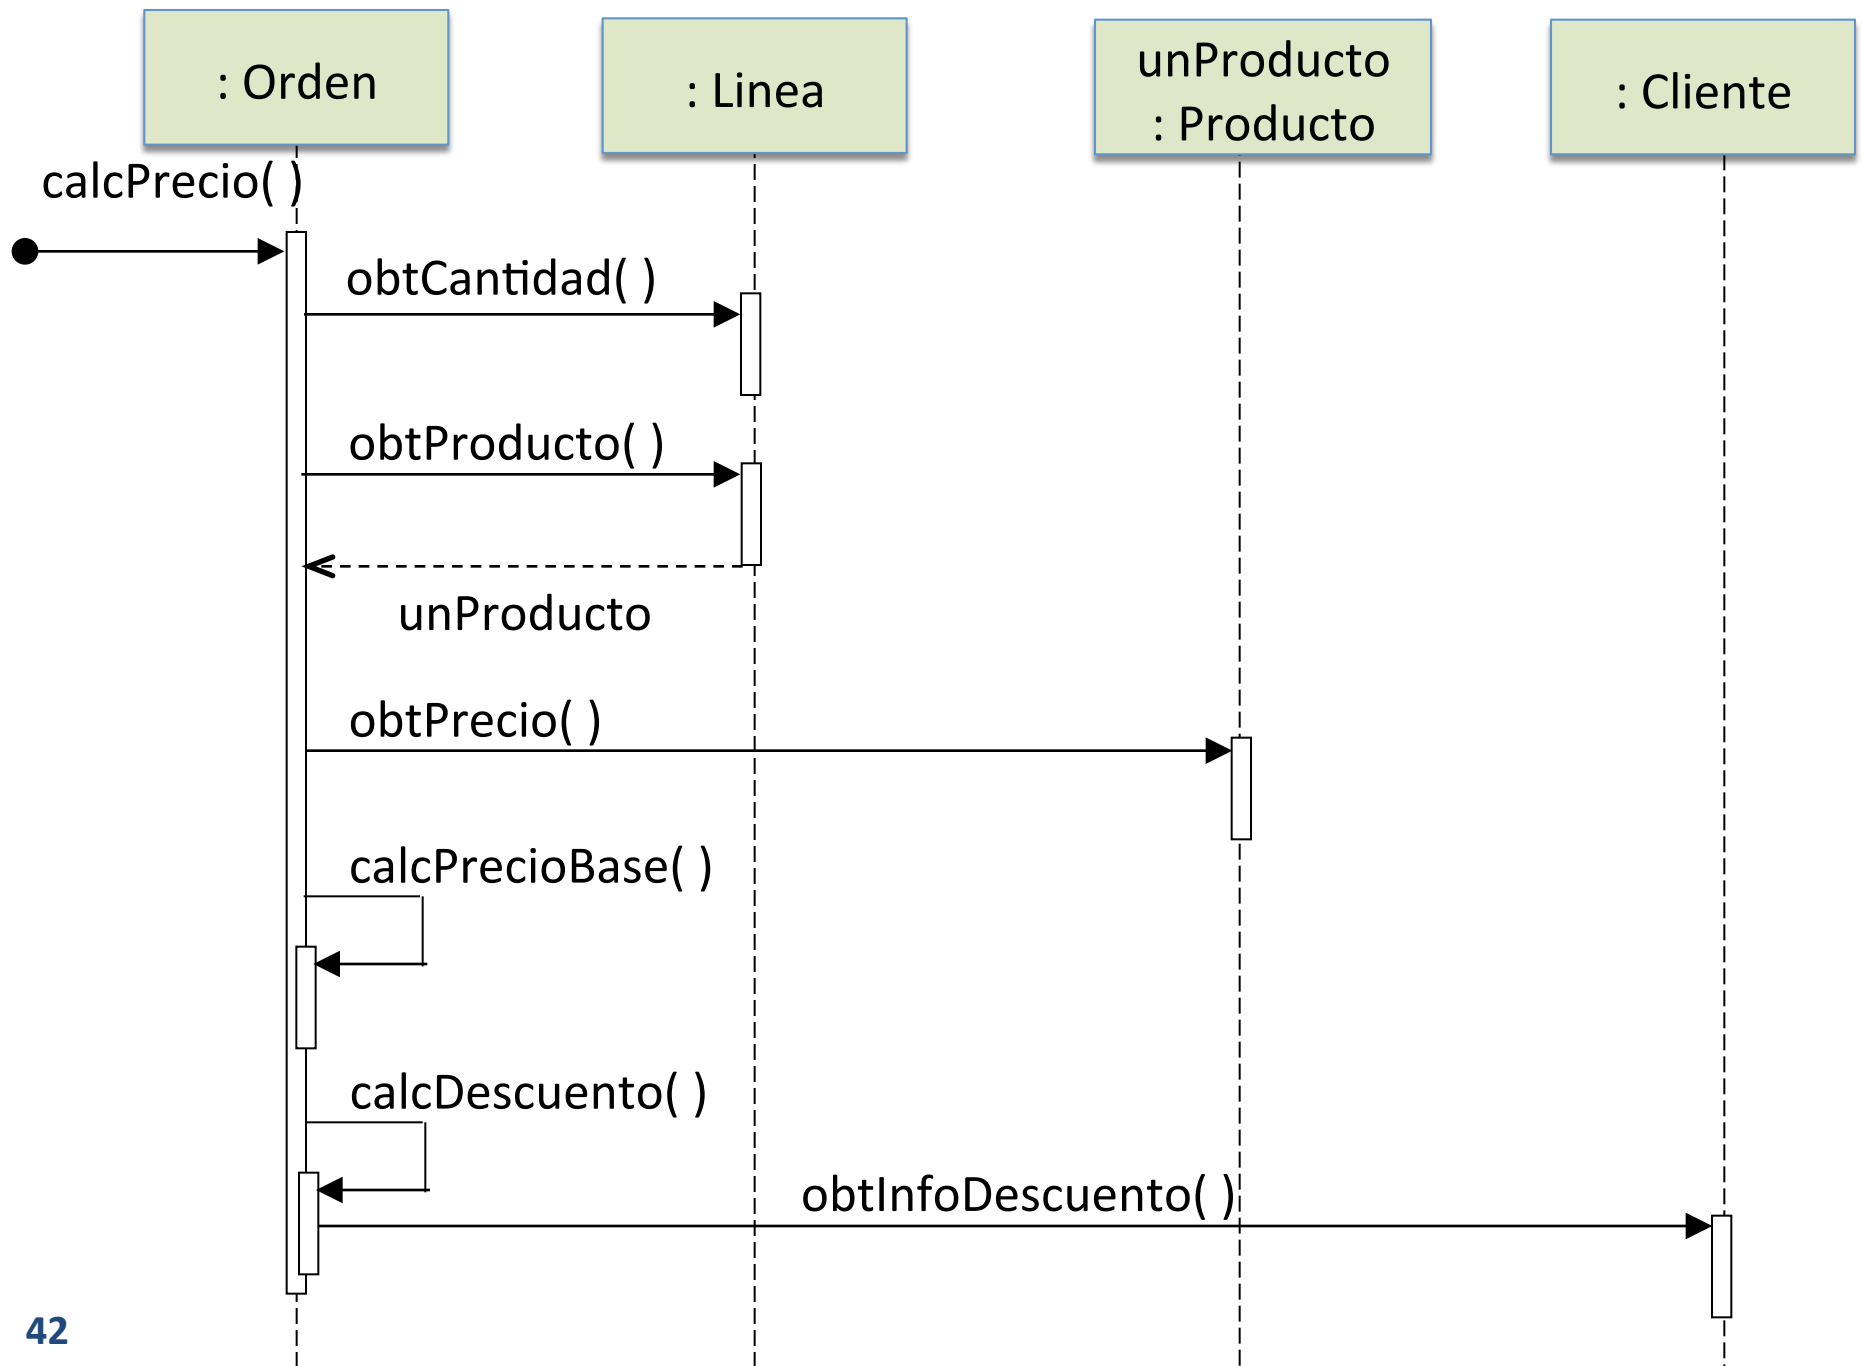 : Orden
: Linea
unProducto
: Producto
: Cliente
calcPrecio( )
obtCantidad( )
obtProducto( )
unProducto
obtPrecio( )
calcPrecioBase( )
calcDescuento( )
obtInfoDescuento( )
42